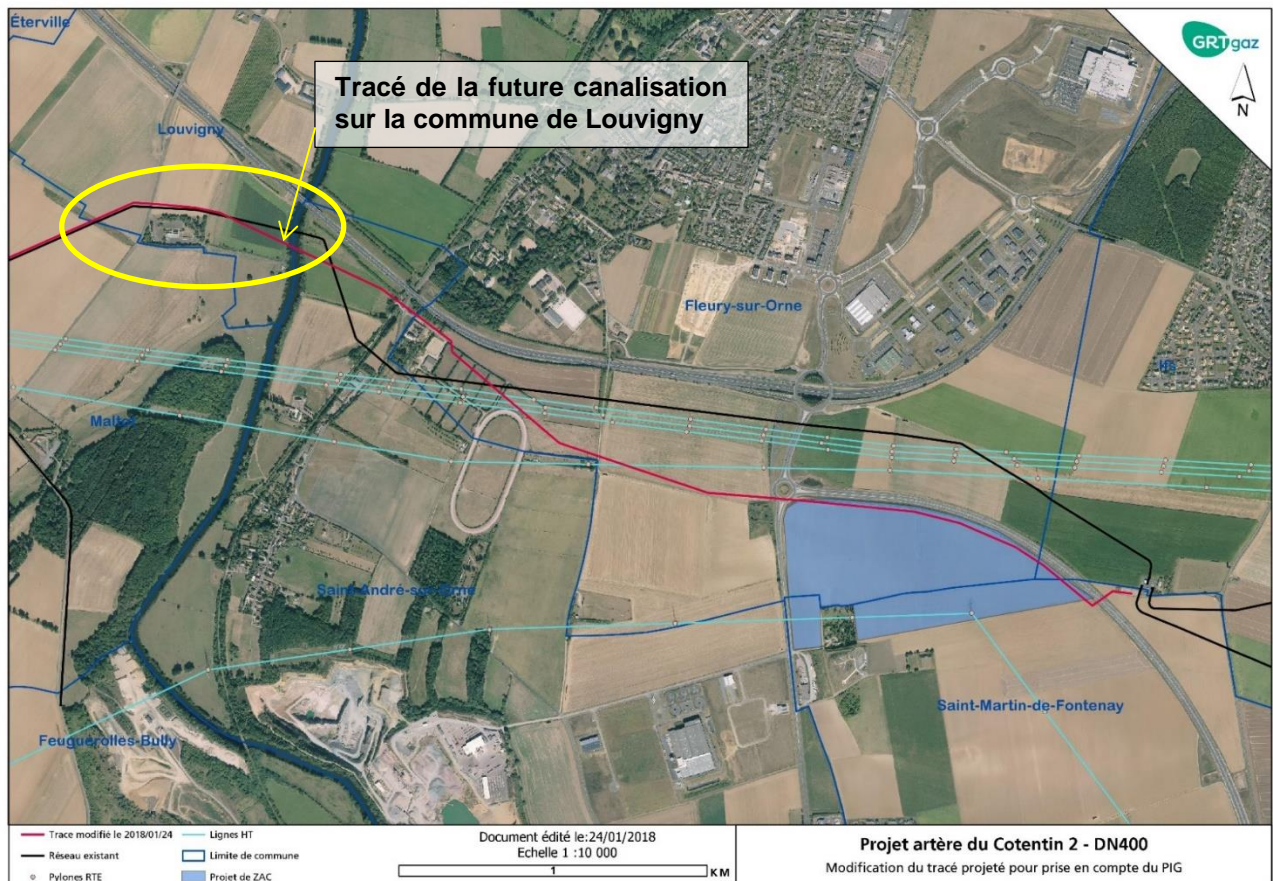 Éterville
GRTgaz
N
Tracé de la future canalisation
sur la commune de Louvigny
Louvigny
Fleury-sur-Orne
Ifs
Maltot
Saint-André-sur-Orne
Saint-Martin-de-Fontenay
Feuguerolles-Bully
Trace modifié le 2018/01/24
Lignes HT
Réseau existant
Limite de commune
Pylones RTE
Projet de ZAC
Document édité le:24/01/2018
Echelle 1 :10 000
1
KM
Projet artère du Cotentin 2 - DN400
Modification du tracé projeté pour prise en compte du PIG